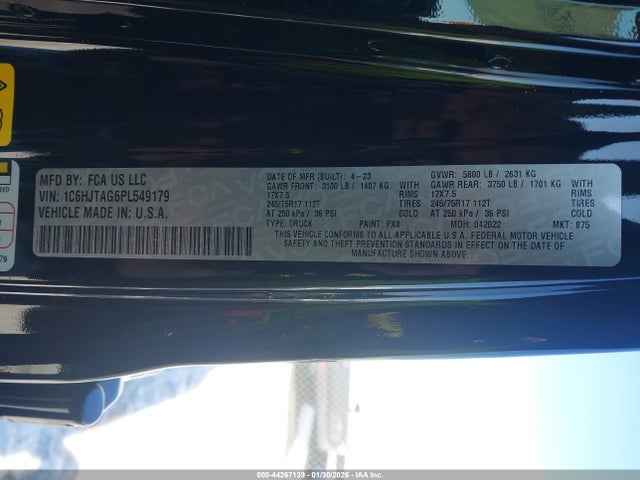 MFD BY: FCA US LLC
VIN: 1C6HJTAG6PL549179
VEHICLE MADE IN U.S.A.
DATE OF MFR (BUILT): 4-23
GAWR FRONT: 3100 LB / 1407 KG
17X7.5
245/75R17 112T
AT 250 kPa / 36 PSI
TYPE: TRUCK PAINT: PX8
WITH
RIMS
TIRES
COLD
GVWR: 5800 LB / 2631 KG
GAWR REAR: 3750 LB / 1701 KG
17X7.5
245/75R17 112T
AT 250 kPa / 36 PSI
MDH: 042022 MKT: 875
WITH
RIMS
TIRES
COLD
THIS VEHICLE CONFORMS TO ALL APPLICABLE U.S.A. FEDERAL MOTOR VEHICLE
SAFETY AND THEFT PREVENTION STANDARDS IN EFFECT ON THE DATE OF
MANUFACTURE SHOWN ABOVE.
79
000-44267139 - 01/30/2026 - IAA Inc.